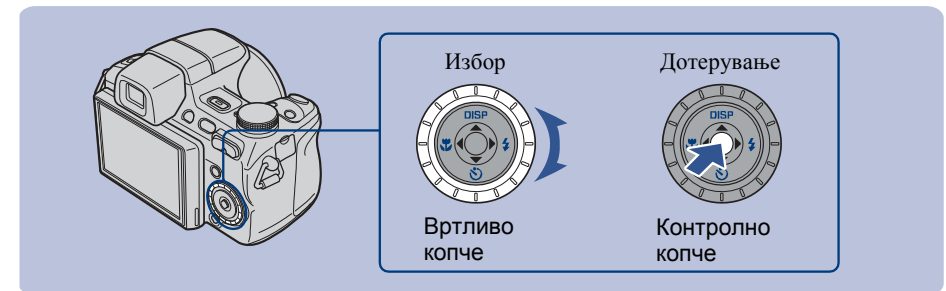 Избор
DISP
Вртливо
копче
Дотерување
DISP
Контролно
копче